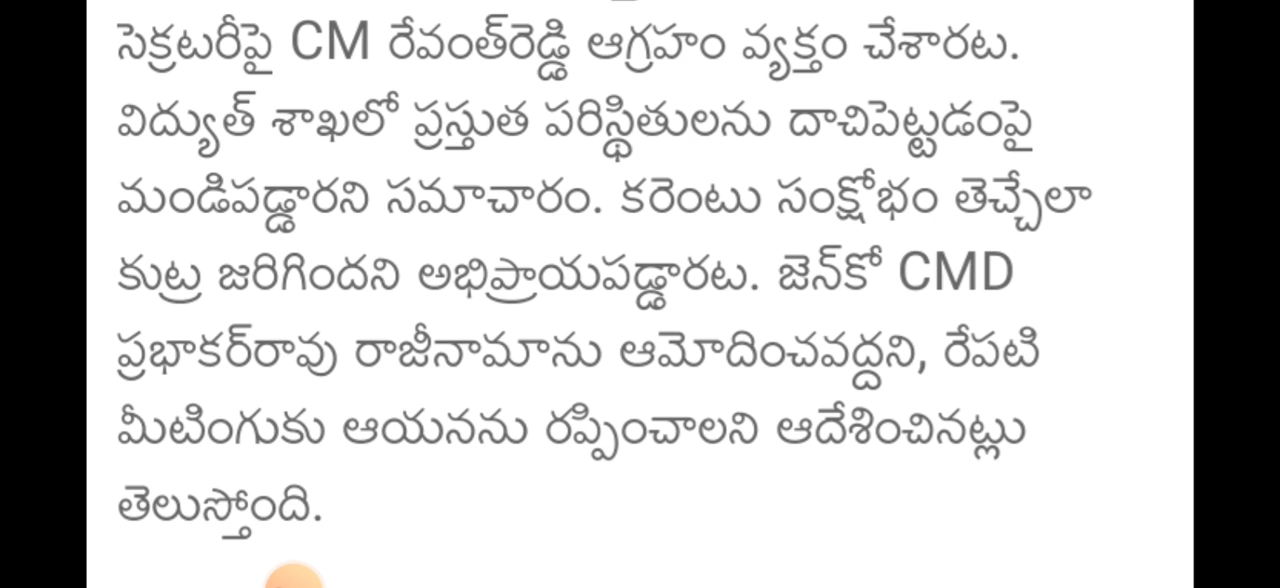 సెక్రటరీపై CM రేవంత్‌రెడ్డి ఆగ్రహం వ్యక్తం చేశారట.
విద్యుత్ శాఖలో ప్రస్తుత పరిస్థితులను దాచిపెట్టడంపై
మండిపడ్డారని సమాచారం. కరెంటు సంక్షోభం తెచ్చేలా
కుట్ర జరిగిందని అభిప్రాయపడ్డారట. జెన్‌కో CMD
ప్రభాకర్‌రావు రాజీనామాను ఆమోదించవద్దని, రేపటి
మీటింగుకు ఆయనను రప్పించాలని ఆదేశించినట్లు
తెలుస్తోంది.